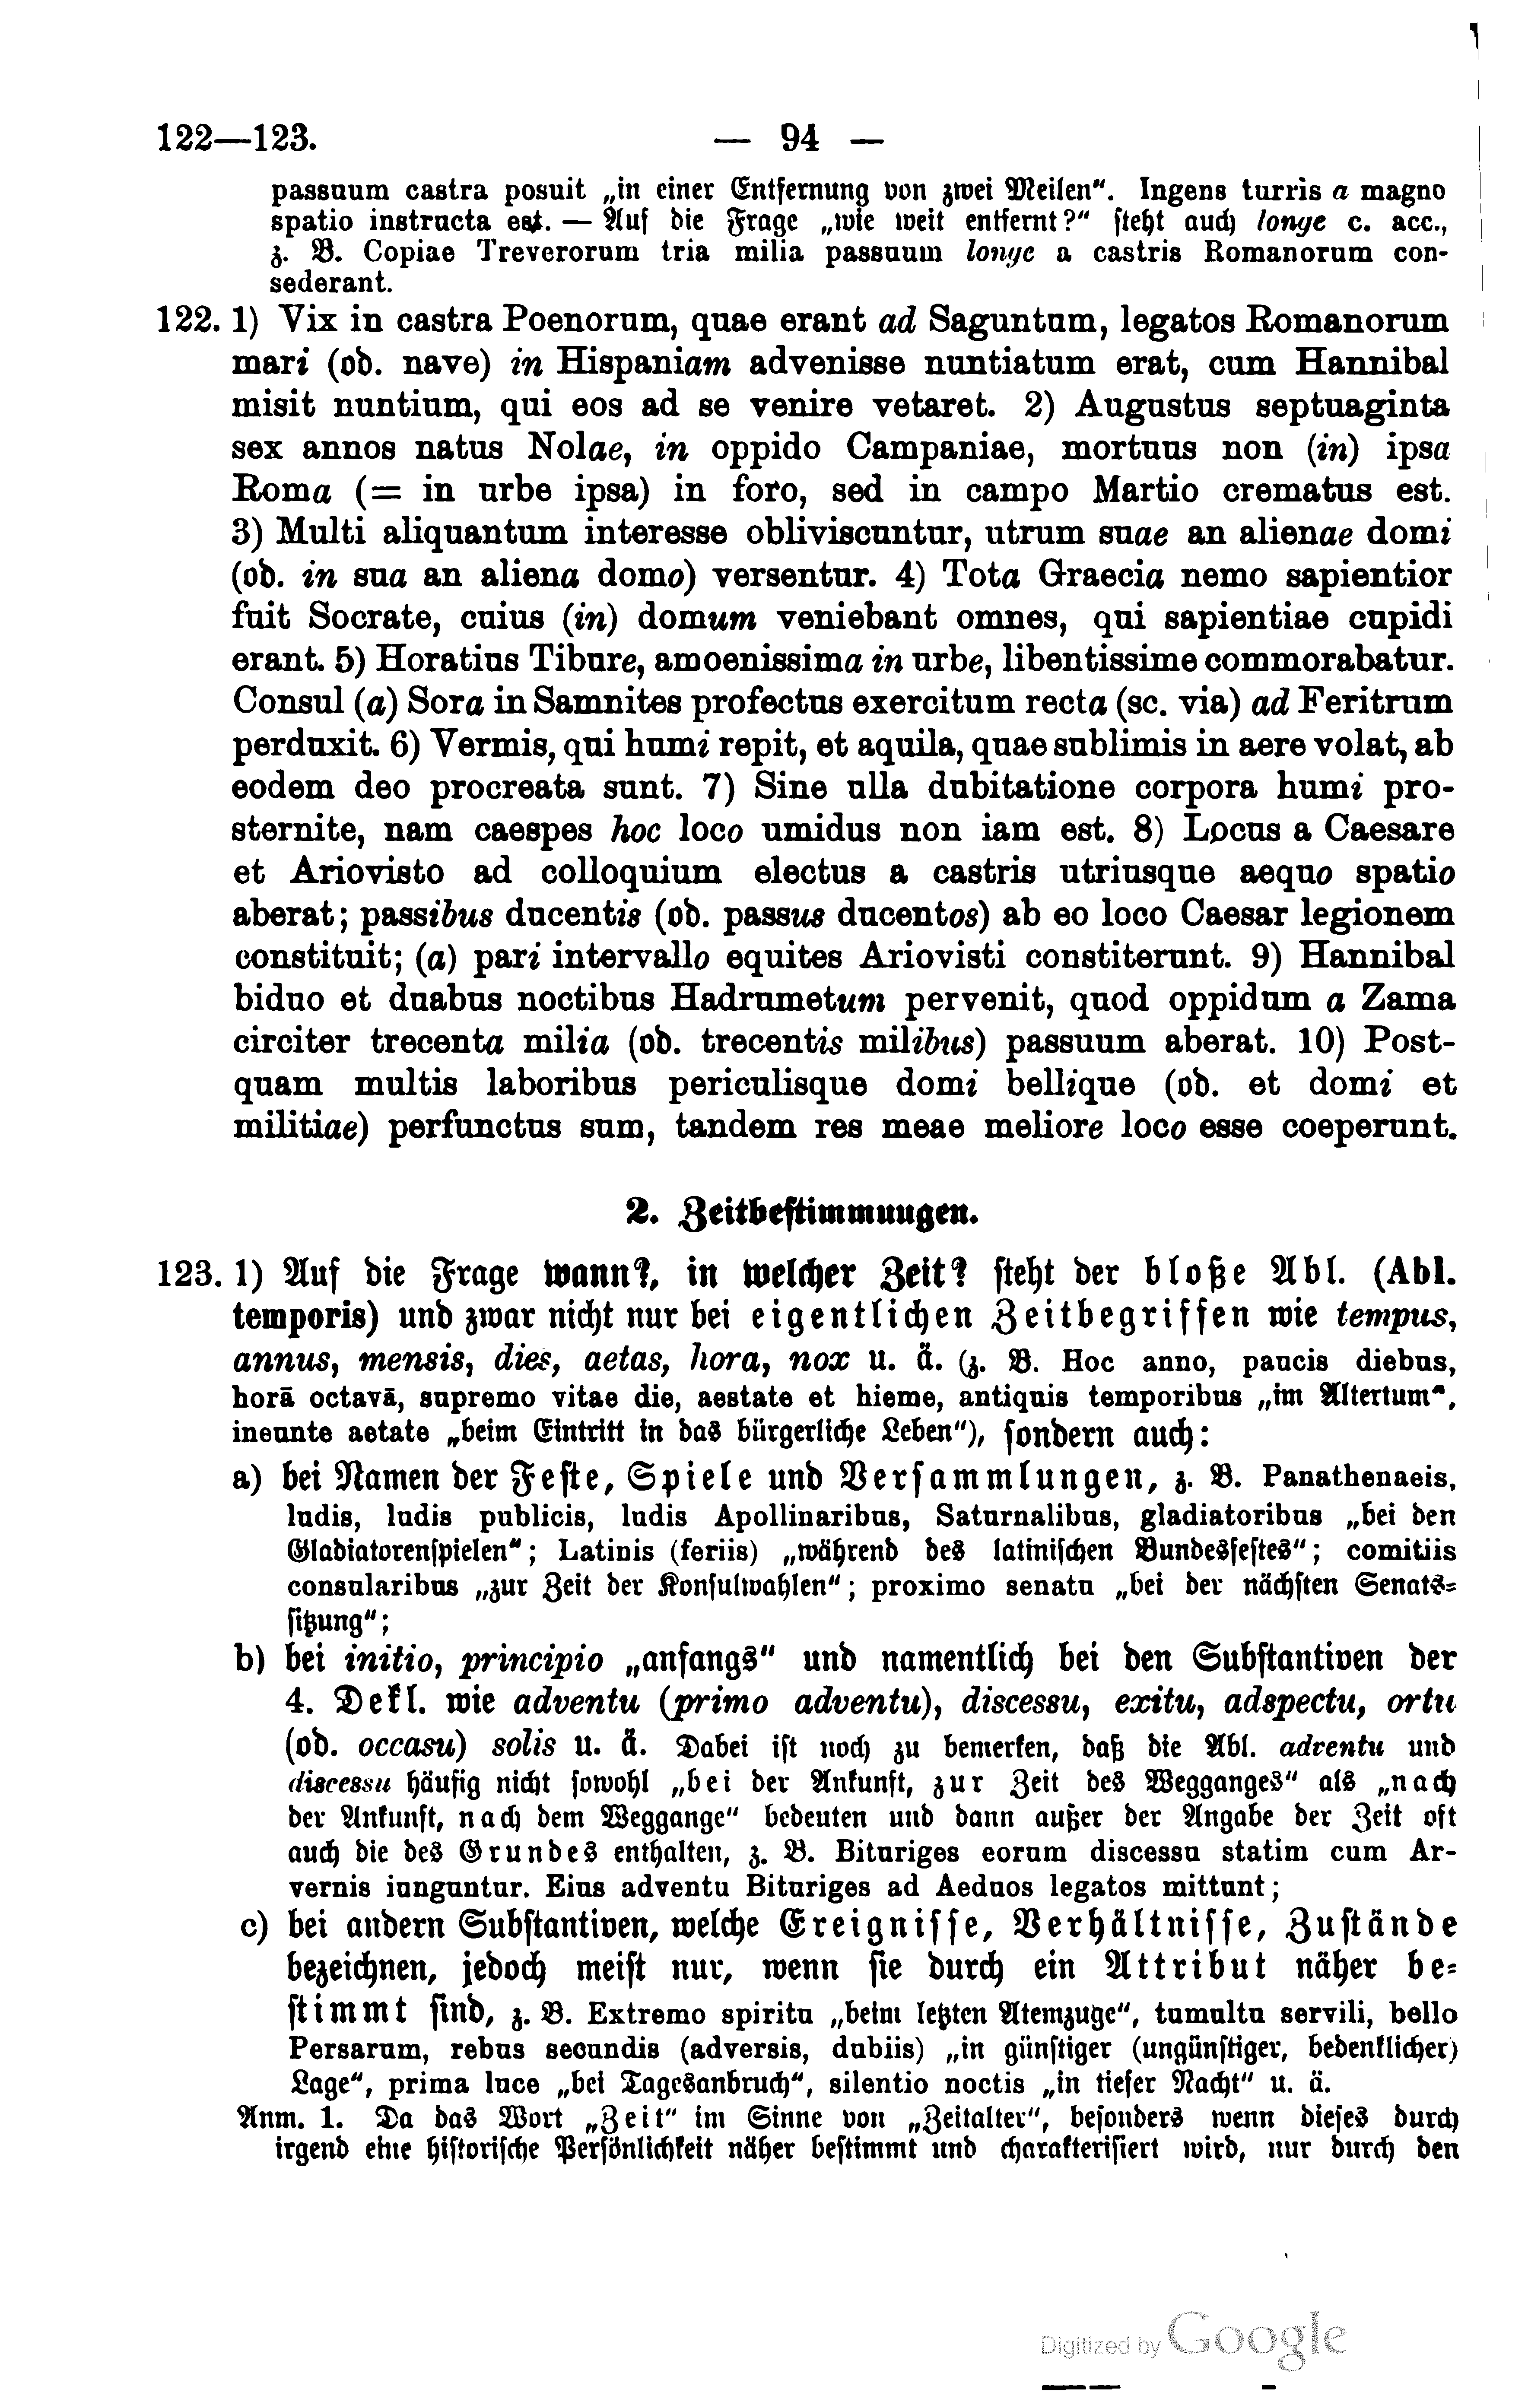 122—123.
— 94 —
passuum castra posuit „in einer Entfernung von zwei Meilen“. Ingens turris a magno
spatio instructa est. — Auf die Frage „wie weit entfernt?“ steht auch longe c. acc.,
z. B. Copiae Treverorum tria milia passuum longe a castris Romanorum con-
sederant.
122. 1) Vix in castra Poenorum, quae erant ad Saguntum, legatos Romanorum
mari (od. nave) in Hispaniam advenisse nuntiatum erat, cum Hannibal
misit nuntium, qui eos ad se venire vetaret. 2) Augustus septuaginta
sex annos natus Nolae, in oppido Campaniae, mortuus non (in) ipsa
Roma (= in urbe ipsa) in foro, sed in campo Martio crematus est.
3) Multi aliquantum interesse obliviscuntur, utrum suae an alienae domi
(od. in sua an aliena domo) versentur. 4) Tota Graecia nemo sapientior
fuit Socrate, cuius (in) domum veniebant omnes, qui sapientiae cupidi
erant. 5) Horatius Tibure, amoenissima in urbe, libentissime commorabatur.
Consul (a) Sora in Samnites profectus exercitum recta (sc. via) ad Feritrum
perduxit. 6) Vermis, qui humi repit, et aquila, quae sublimis in aere volat, ab
eodem deo procreata sunt. 7) Sine ulla dubitatione corpora humi pro-
sternite, nam caespes hoc loco umidus non iam est. 8) Locus a Caesare
et Ariovisto ad colloquium electus a castris utriusque aequo spatio
aberat; passibus ducentis (od. passus ducentos) ab eo loco Caesar legionem
constituit; (a) pari intervallo equites Ariovisti constiterunt. 9) Hannibal
biduo et duabus noctibus Hadrumetum pervenit, quod oppidum a Zama
circiter trecenta milia (od. trecentis milibus) passuum aberat. 10) Post-
quam multis laboribus periculisque domi bellique (od. et domi et
militiae) perfunctus sum, tandem res meae meliore loco esse coeperunt.
2. Zeitbestimmungen.
123. 1) Auf die Frage wann?, in welcher Zeit? steht der bloße Abl. (Abl.
temporis) und zwar nicht nur bei eigentlichen Zeitbegriffen wie tempus,
annus, mensis, dies, aetas, hora, nox u. ä. (z. B. Hoc anno, paucis diebus,
horā octavā, supremo vitae die, aestate et hieme, antiquis temporibus „im Altertum“,
ineunte aetate „beim Eintritt in das bürgerliche Leben“), sondern auch:
a) bei Namen der Feste, Spiele und Versammlungen, z. B. Panathenaeis,
ludis, ludis publicis, ludis Apollinaribus, Saturnalibus, gladiatoribus „bei den
Gladiatorenspielen“; Latinis (feriis) „während des latinischen Bundesfestes“; comitiis
consularibus „zur Zeit der Konsulwahlen“; proximo senatu „bei der nächsten Senats-
sitzung“;
b) bei initio, principio „anfangs“ und namentlich bei den Substantiven der
4. Dekl. wie adventu (primo adventu), discessu, exitu, adspectu, ortu
(od. occasu) solis u. ä. Dabei ist noch zu bemerken, daß die Abl. adventu und
discessu häufig nicht sowohl „bei der Ankunft, zur Zeit des Wegganges“ als „nach
der Ankunft, nach dem Weggange“ bedeuten und dann außer der Angabe der Zeit oft
auch die des Grundes enthalten, z. B. Bituriges eorum discessu statim cum Ar-
vernis iunguntur. Eius adventu Bituriges ad Aeduos legatos mittunt;
c) bei andern Substantiven, welche Ereignisse, Verhältnisse, Zustände
bezeichnen, jedoch meist nur, wenn sie durch ein Attribut näher be-
stimmt sind, z. B. Extremo spiritu „beim letzten Atemzuge“, tumultu servili, bello
Persarum, rebus secundis (adversis, dubiis) „in günstiger (ungünstiger, bedenklicher)
Lage“, prima luce „bei Tagesanbruch“, silentio noctis „in tiefer Nacht“ u. ä.
Anm. 1. Da das Wort „Zeit“ im Sinne von „Zeitalter“, besonders wenn dieses durch
irgend eine historische Persönlichkeit näher bestimmt und charakterisiert wird, nur durch den
Digitized by Google